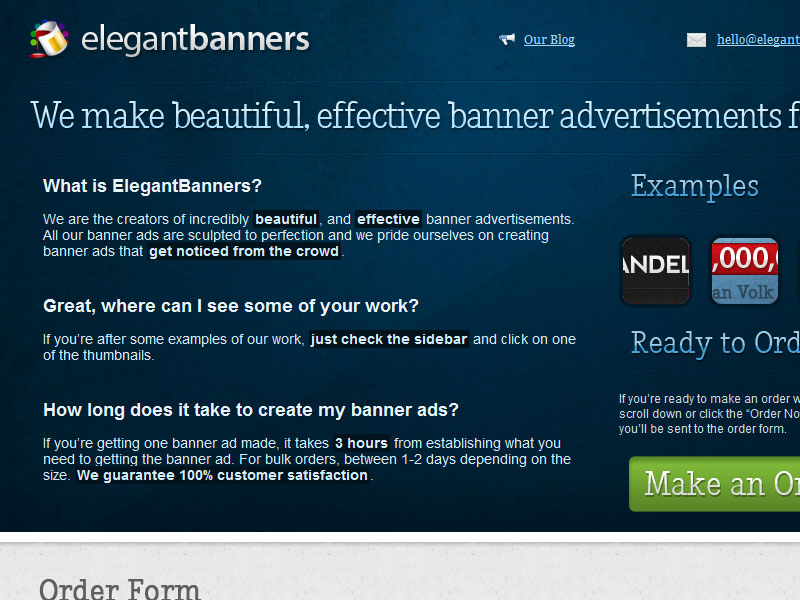 elegantbanners
Our Blog
hello@elegant
We make beautiful, effective banner advertisements f
What is ElegantBanners?
We are the creators of incredibly beautiful, and effective banner advertisements.
All our banner ads are sculpted to perfection and we pride ourselves on creating
banner ads that get noticed from the crowd.
Great, where can I see some of your work?
If you’re after some examples of our work, just check the sidebar and click on one
of the thumbnails.
How long does it take to create my banner ads?
If you’re getting one banner ad made, it takes 3 hours from establishing what you
need to getting the banner ad. For bulk orders, between 1-2 days depending on the
size. We guarantee 100% customer satisfaction.
Examples
ANDEL
,000,
an Volk
Ready to Ord
If you’re ready to make an order w
scroll down or click the “Order No
you’ll be sent to the order form.
Make an Or
Order Form